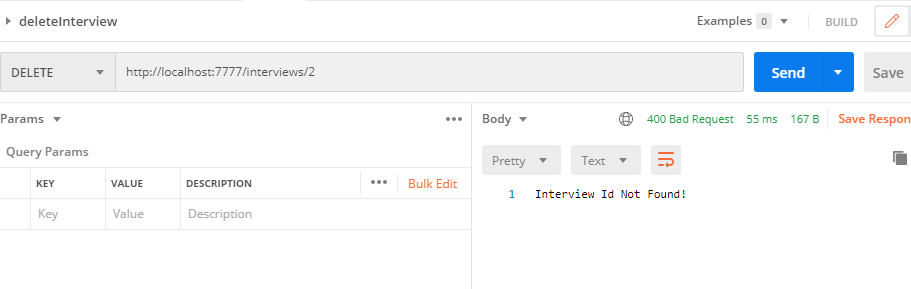 deleteInterview Examples 0 BUILD
DELETE http://localhost:7777/interviews/2 Send Save
Params ••• Body 400 Bad Request 55 ms 167 B Save Respon
Query Params
Pretty Text
KEY VALUE DESCRIPTION ••• Bulk Edit
1 Interview Id Not Found!
Key Value Description